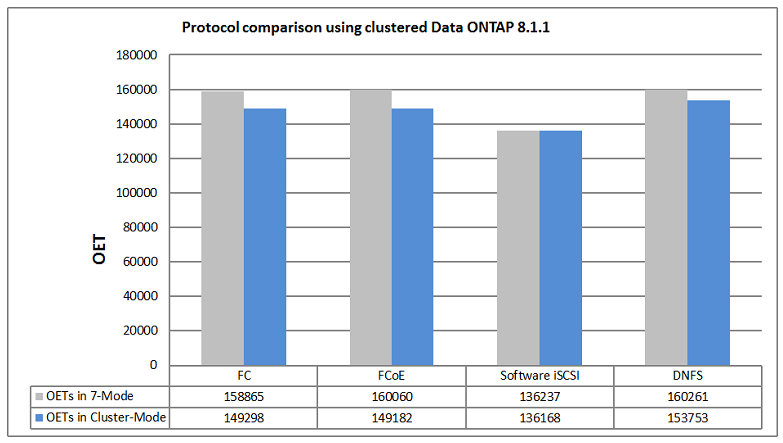 Protocol comparison using clustered Data ONTAP 8.1.1
180000
160000
140000
120000
100000
80000
60000
40000
20000
0
OET
FC FCoE Software iSCSI DNFS
OETs in 7-Mode 158865 160060 136237 160261
OETs in Cluster-Mode 149298 149182 136168 153753